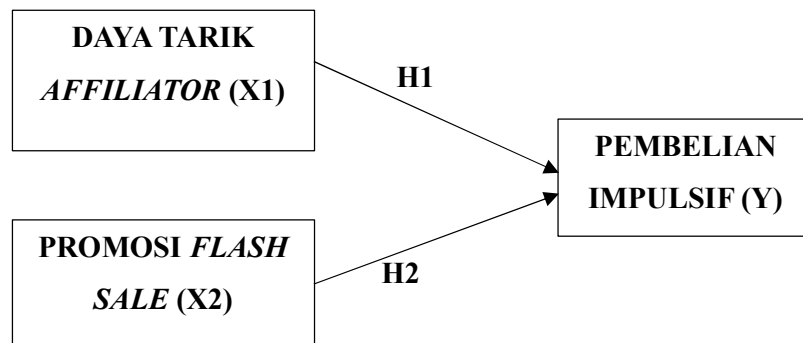 DAYA TARIK
AFFILIATOR (X1)
H1
PEMBELIAN
IMPULSIF (Y)
PROMOSI FLASH
SALE (X2)
H2